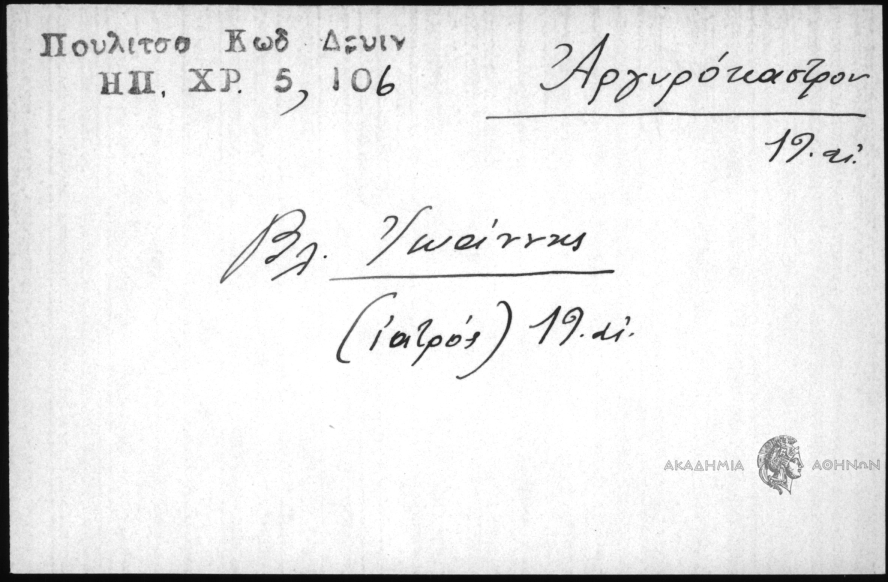 Πουλιτσα Κωδ Δευιν
ΗΠ. ΧΡ. 5, 106
Ἀργυρόκαστρον
19. αἰ.
Βλ. Ἰωάννης
(ἰατρός) 19. αἰ.
ΑΚΑΔΗΜΙΑ ΑΘΗΝΩΝ